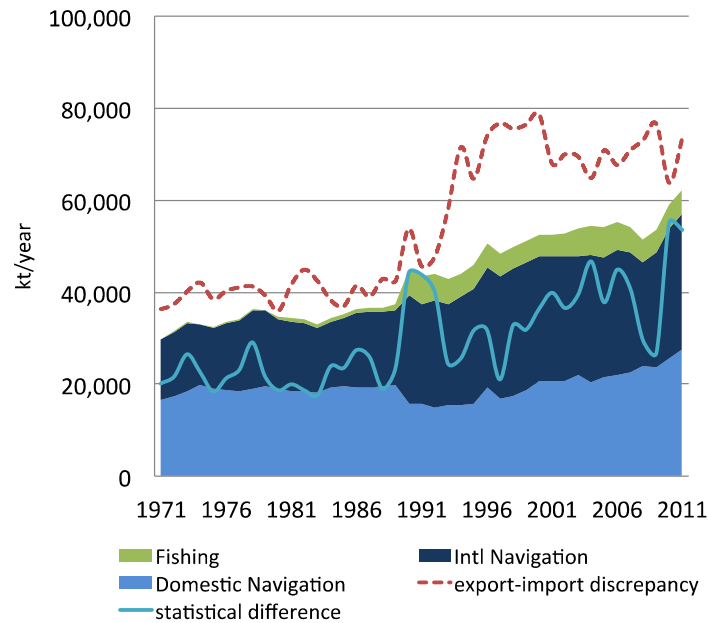 100,000
80,000
60,000
40,000
20,000
0
kt/year
1971 1976 1981 1986 1991 1996 2001 2006 2011
Fishing Intl Navigation
Domestic Navigation export-import discrepancy
statistical difference